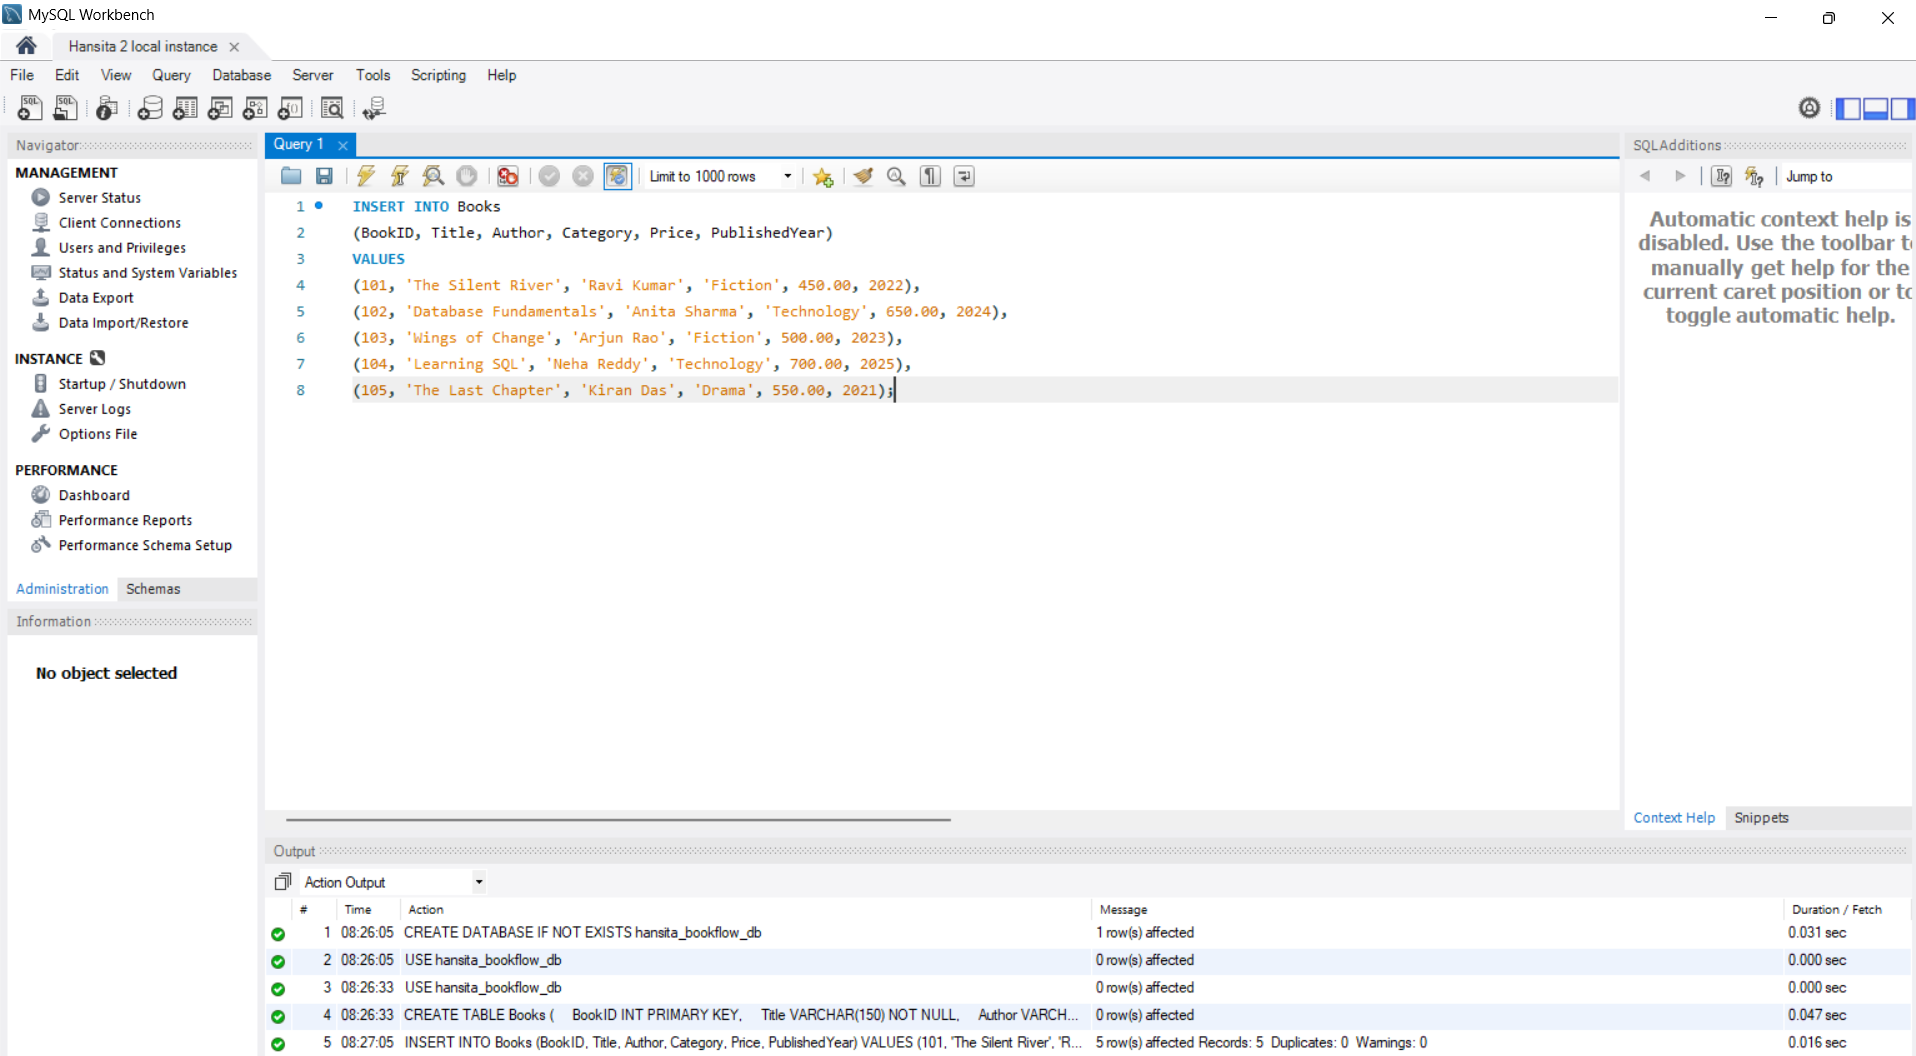 MySQL Workbench
Hansita 2 local instance
File Edit View Query Database Server Tools Scripting Help
Navigator
MANAGEMENT
Server Status
Client Connections
Users and Privileges
Status and System Variables
Data Export
Data Import/Restore
INSTANCE
Startup / Shutdown
Server Logs
Options File
PERFORMANCE
Dashboard
Performance Reports
Performance Schema Setup
Administration Schemas
Information
No object selected
Query 1
Limit to 1000 rows
1 INSERT INTO Books
2 (BookID, Title, Author, Category, Price, PublishedYear)
3 VALUES
4 (101, 'The Silent River', 'Ravi Kumar', 'Fiction', 450.00, 2022),
5 (102, 'Database Fundamentals', 'Anita Sharma', 'Technology', 650.00, 2024),
6 (103, 'Wings of Change', 'Arjun Rao', 'Fiction', 500.00, 2023),
7 (104, 'Learning SQL', 'Neha Reddy', 'Technology', 700.00, 2025),
8 (105, 'The Last Chapter', 'Kiran Das', 'Drama', 550.00, 2021);
SQLAdditions
Jump to
Automatic context help is
disabled. Use the toolbar t
manually get help for the
current caret position or to
toggle automatic help.
Context Help Snippets
Output
Action Output
# Time Action Message Duration / Fetch
1 08:26:05 CREATE DATABASE IF NOT EXISTS hansita_bookflow_db 1 row(s) affected 0.031 sec
2 08:26:05 USE hansita_bookflow_db 0 row(s) affected 0.000 sec
3 08:26:33 USE hansita_bookflow_db 0 row(s) affected 0.000 sec
4 08:26:33 CREATE TABLE Books ( BookID INT PRIMARY KEY, Title VARCHAR(150) NOT NULL, Author VARCH... 0 row(s) affected 0.047 sec
5 08:27:05 INSERT INTO Books (BookID, Title, Author, Category, Price, PublishedYear) VALUES (101, 'The Silent River', 'R... 5 row(s) affected Records: 5 Duplicates: 0 Warnings: 0 0.016 sec